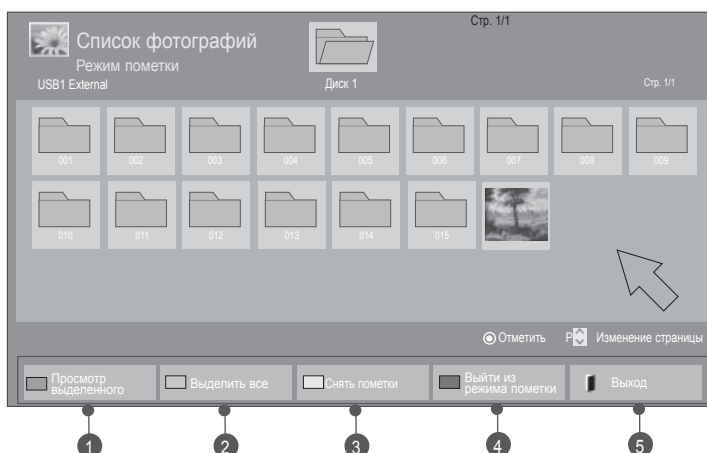 Стр. 1/1
Список фотографий
Режим пометки
USB1 External
Диск 1
Стр. 1/1
001 002 003 004 005 006 007 008 009
010 011 012 013 014 015
Отметить P Изменение страницы
Просмотр
выделенного
Выделить все
Снять пометки
Выйти из
режима пометки
Выход
1 2 3 4 5